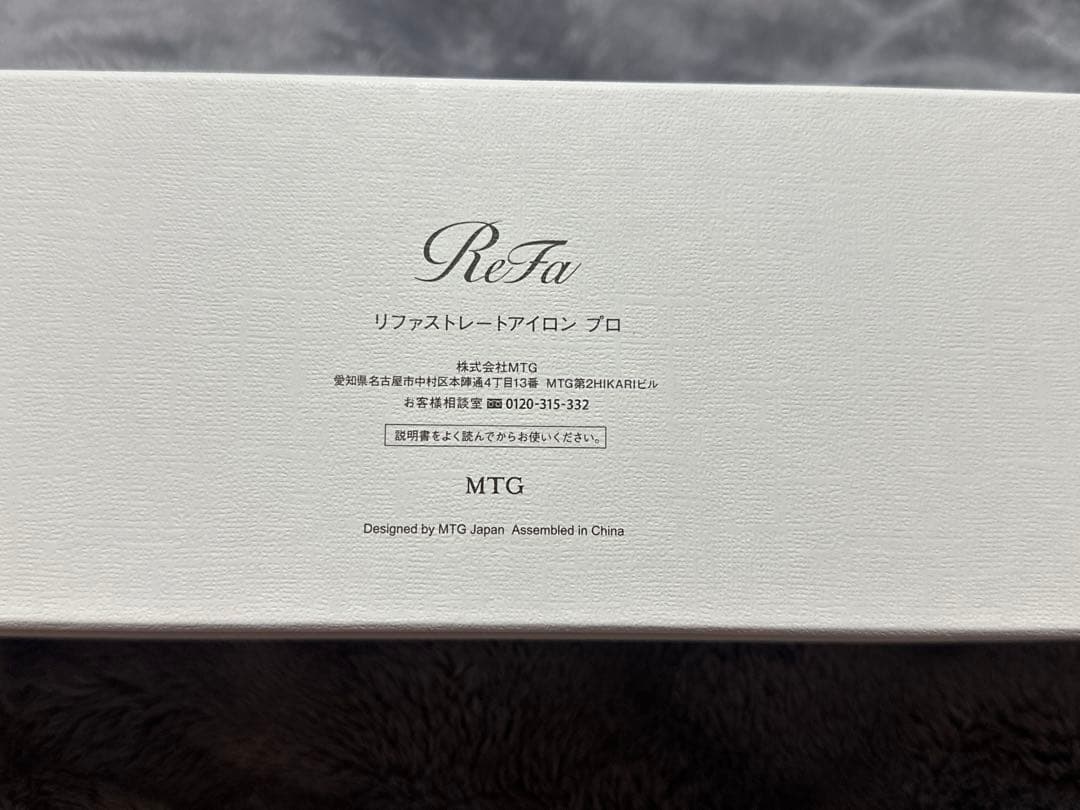 ReFa
リファストレートアイロン プロ
株式会社MTG
愛知県名古屋市中村区本陣通4丁目13番 MTG第2HIKARIビル
お客様相談室 0120-315-332
説明書をよく読んでからお使いください。
MTG
Designed by MTG Japan Assembled in China